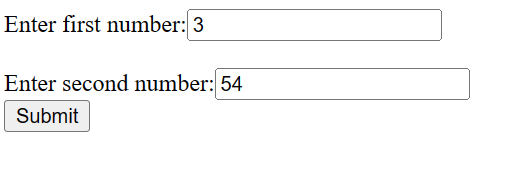 Enter first number: 3
Enter second number: 54
Submit